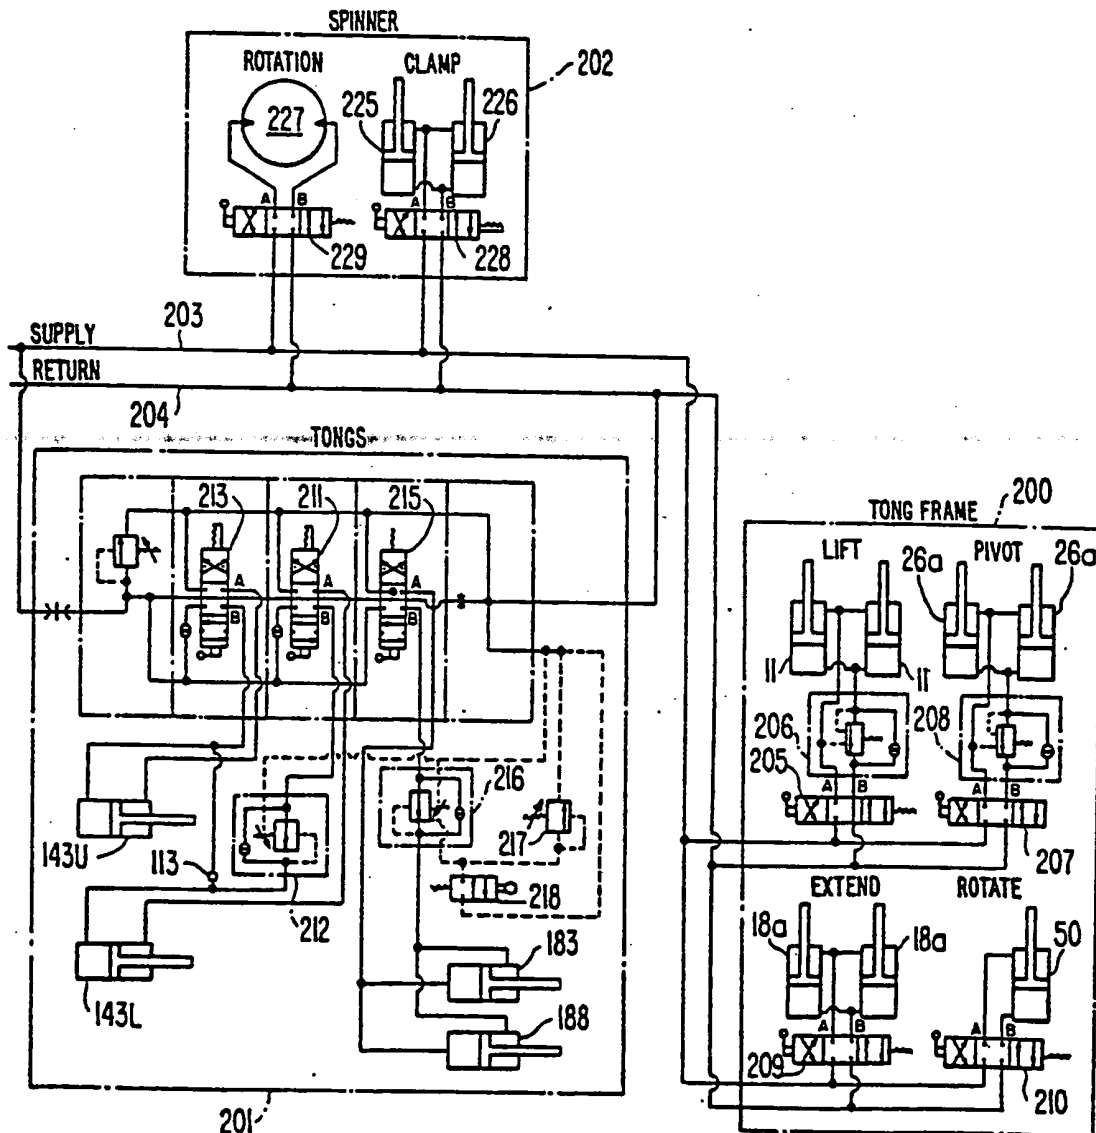 SPINNER
ROTATION
CLAMP
202
227
225
226
A B
A B
229
228
SUPPLY
203
RETURN
204
TONGS
213
211
215
A
A
A
B
B
B
216
217
218
143U
113
212
143L
183
188
201
TONG FRAME
200
LIFT
PIVOT
26a
26a
11
11
206
208
205
A B
A B
207
EXTEND
ROTATE
18a
18a
50
A B
A B
209
210